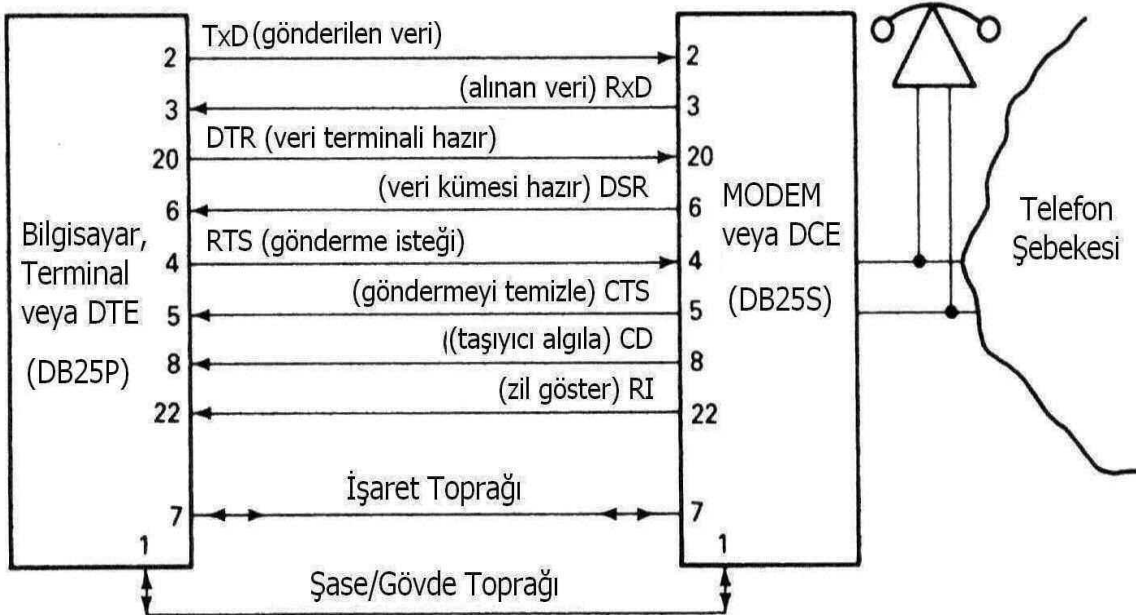 TxD (gönderilen veri)
2 2
(alınan veri) RxD
3 3
DTR (veri terminali hazır)
20 20
(veri kümesi hazır) DSR
6 6
RTS (gönderme isteği)
4 4
(göndermeyi temizle) CTS
5 5
((taşıyıcı algıla) CD
8 8
(zil göster) RI
22 22
İşaret Toprağı
7 7
1 1
Şase/Gövde Toprağı
Bilgisayar,
Terminal
veya DTE
(DB25P)
MODEM
veya DCE
(DB25S)
Telefon
Şebekesi